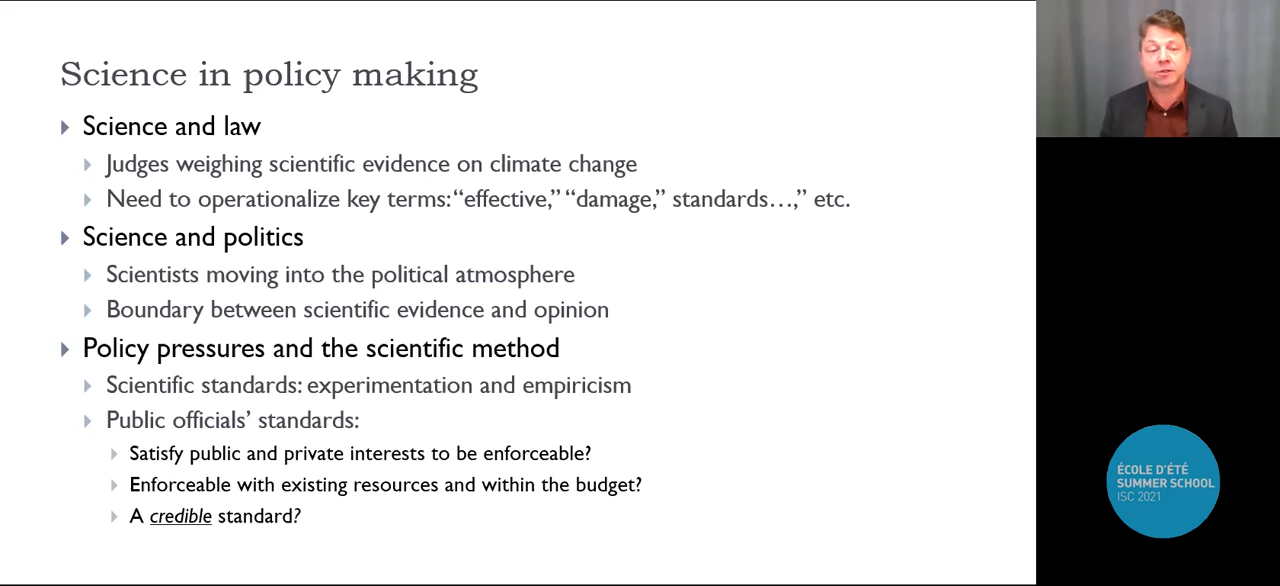 Science in policy making
Science and law
Judges weighing scientific evidence on climate change
Need to operationalize key terms: “effective,” “damage,” standards…,” etc.
Science and politics
Scientists moving into the political atmosphere
Boundary between scientific evidence and opinion
Policy pressures and the scientific method
Scientific standards: experimentation and empiricism
Public officials’ standards:
Satisfy public and private interests to be enforceable?
Enforceable with existing resources and within the budget?
A credible standard?
ÉCOLE D'ÉTÉ
SUMMER SCHOOL
ISC 2021